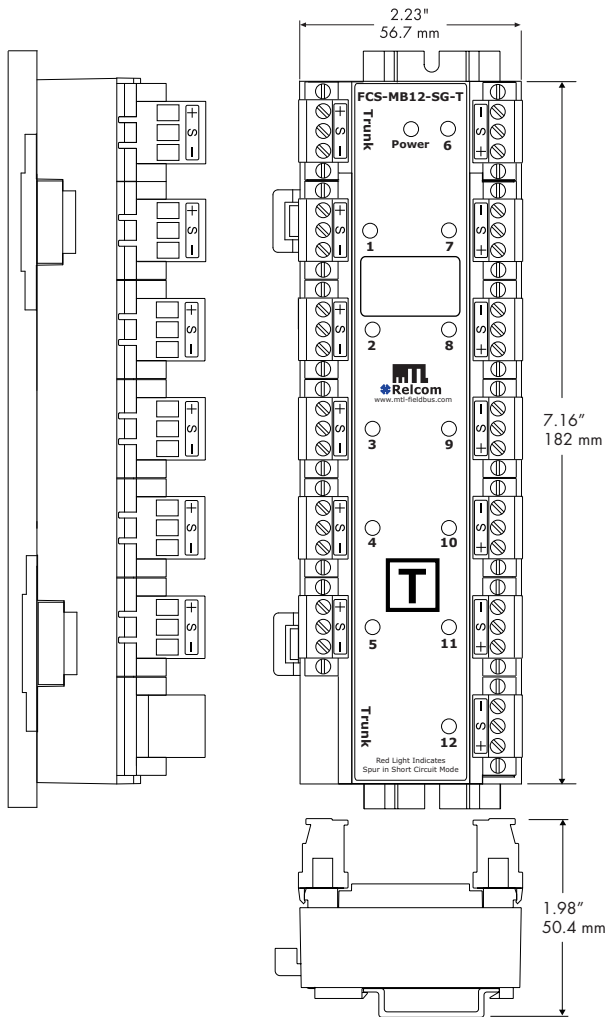 2.23"
56.7 mm
FCS-MB12-SG-T
Trunk
Power
6
1
7
2
8
MTL
Relcom
www.mtl-fieldbus.com
3
9
4
10
T
5
11
Trunk
12
Red Light Indicates
Spur in Short Circuit Mode
+ S −
+ S −
+ S −
+ S −
+ S −
+ S −
+ S −
+ S −
+ S −
+ S −
+ S −
+ S −
− S +
− S +
− S +
− S +
− S +
− S +
− S +
7.16"
182 mm
1.98"
50.4 mm